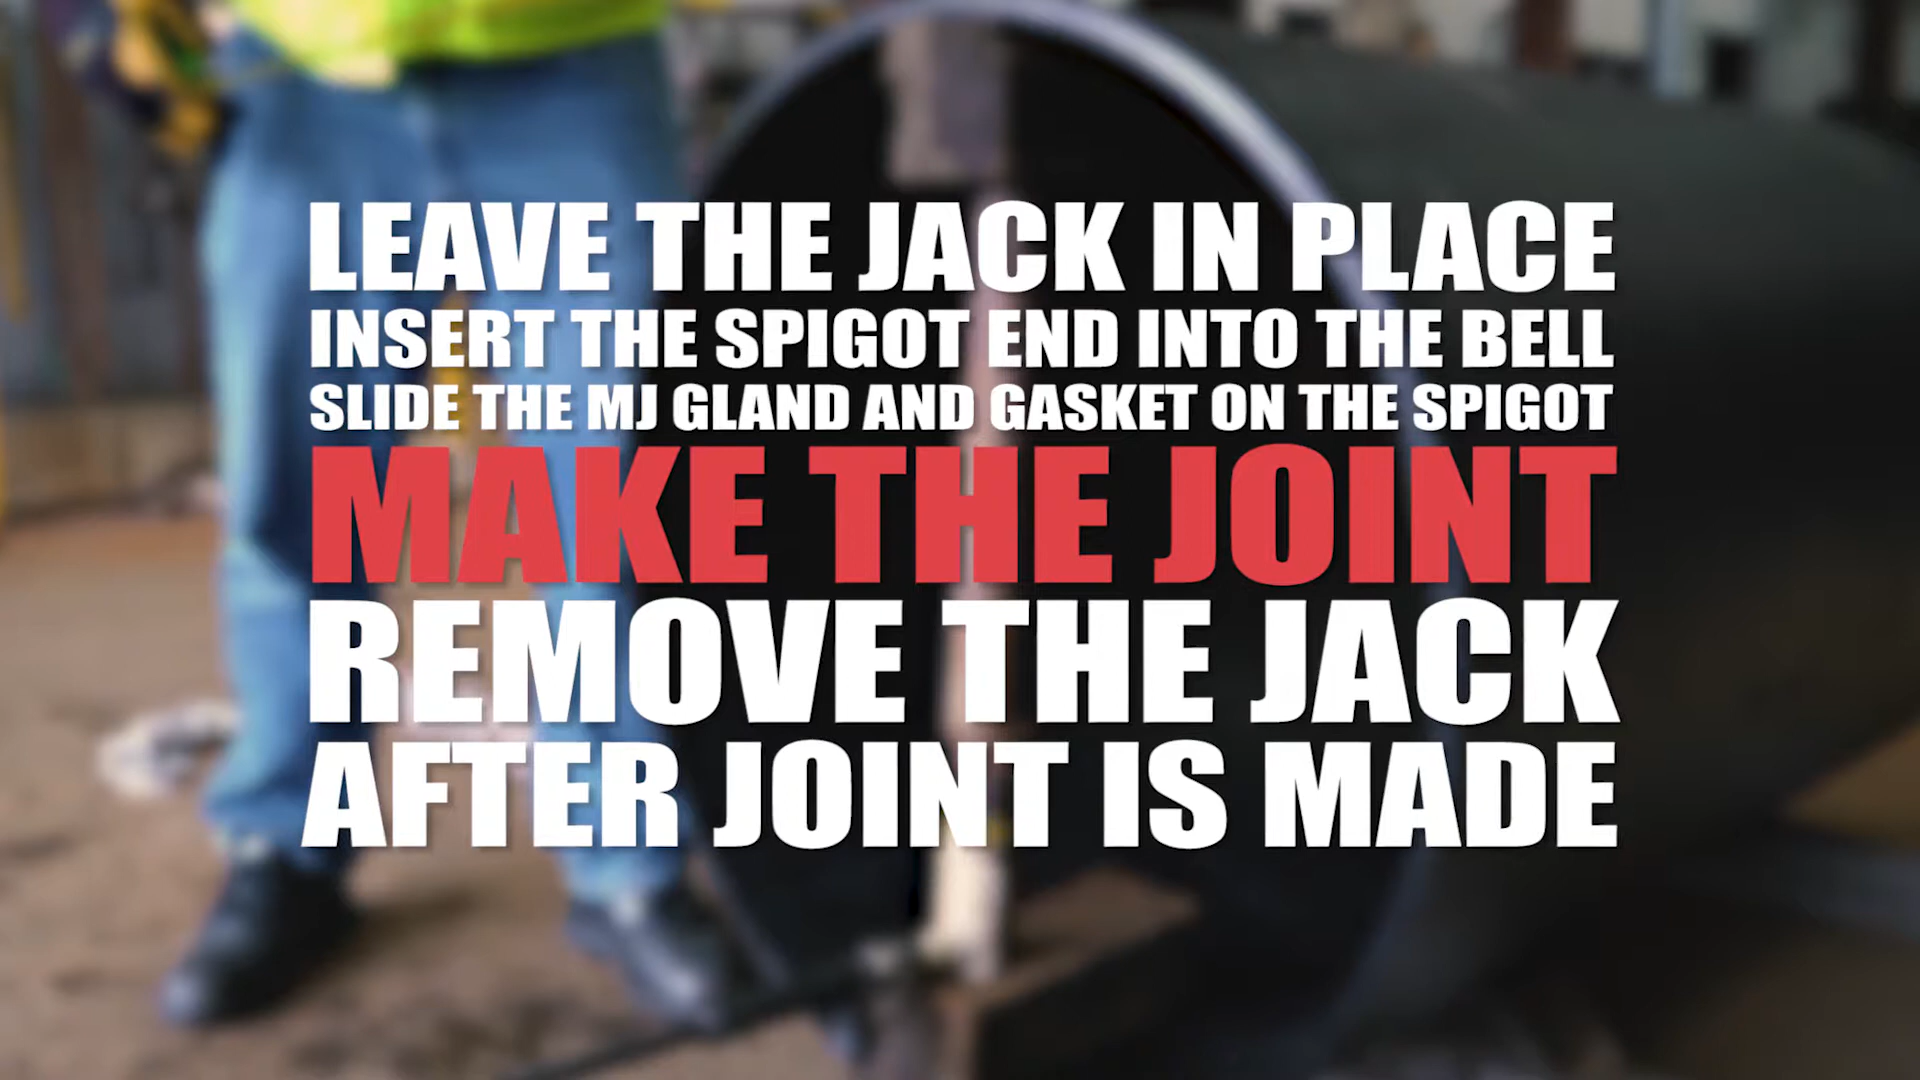 LEAVE THE JACK IN PLACE
INSERT THE SPIGOT END INTO THE BELL
SLIDE THE MJ GLAND AND GASKET ON THE SPIGOT
MAKE THE JOINT
REMOVE THE JACK
AFTER JOINT IS MADE